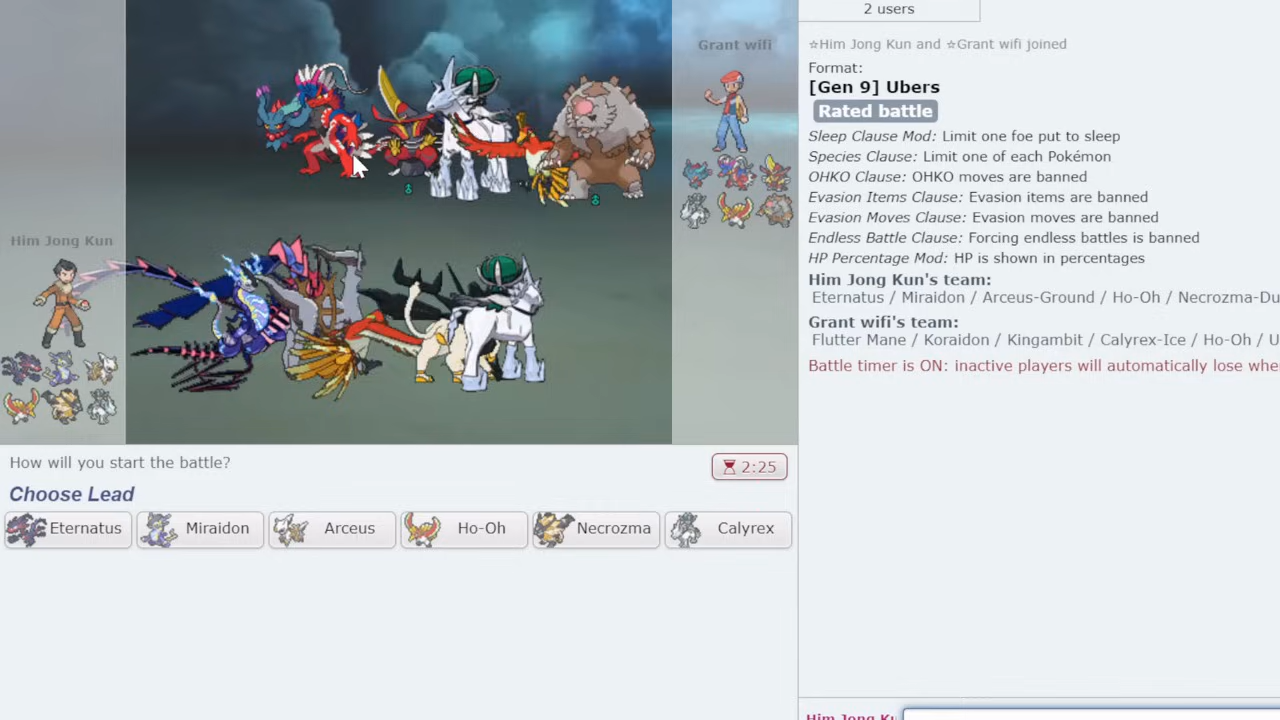 2 users
☆Him Jong Kun and ☆Grant wifi joined
Format:
[Gen 9] Ubers
Rated battle
Sleep Clause Mod: Limit one foe put to sleep
Species Clause: Limit one of each Pokémon
OHKO Clause: OHKO moves are banned
Evasion Items Clause: Evasion items are banned
Evasion Moves Clause: Evasion moves are banned
Endless Battle Clause: Forcing endless battles is banned
HP Percentage Mod: HP is shown in percentages
Him Jong Kun's team:
Eternatus / Miraidon / Arceus-Ground / Ho-Oh / Necrozma-Du
Grant wifi's team:
Flutter Mane / Koraidon / Kingambit / Calyrex-Ice / Ho-Oh / U
Battle timer is ON: inactive players will automatically lose whe
Grant wifi
Him Jong Kun
How will you start the battle?
2:25
Choose Lead
Eternatus
Miraidon
Arceus
Ho-Oh
Necrozma
Calyrex
Him Jong Ku